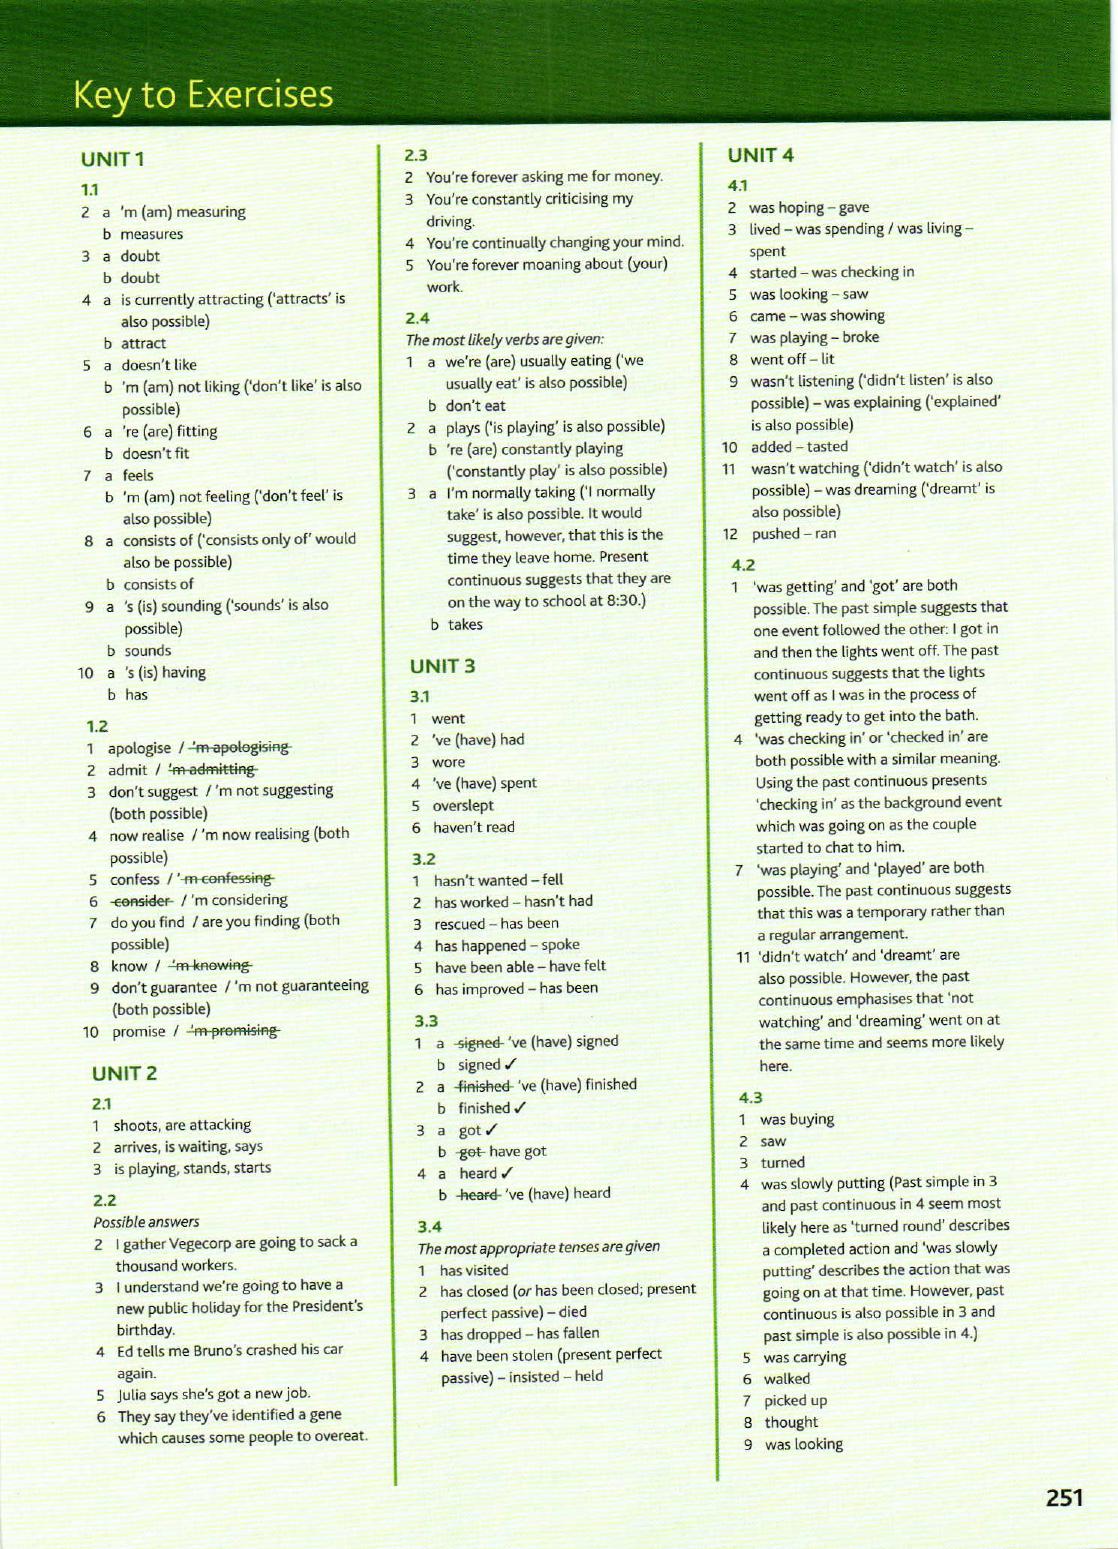 Key to Exercises
UNIT 1
1.1
2 a 'm (am) measuring
b measures
3 a doubt
b doubt
4 a is currently attracting ('attracts' is
also possible)
b attract
5 a doesn't like
b 'm (am) not liking ('don't like' is also
possible)
6 a 're (are) fitting
b doesn't fit
7 a feels
b 'm (am) not feeling ('don't feel' is
also possible)
8 a consists of ('consists only of' would
also be possible)
b consists of
9 a 's (is) sounding ('sounds' is also
possible)
b sounds
10 a 's (is) having
b has
1.2
1 apologise / 'm apologising
2 admit / 'm admitting
3 don't suggest / 'm not suggesting
(both possible)
4 now realise / 'm now realising (both
possible)
5 confess / 'm confessing
6 consider / 'm considering
7 do you find / are you finding (both
possible)
8 know / 'm knowing
9 don't guarantee / 'm not guaranteeing
(both possible)
10 promise / 'm promising
UNIT 2
2.1
1 shoots, are attacking
2 arrives, is waiting, says
3 is playing, stands, starts
2.2
Possible answers
2 I gather Vegecorp are going to sack a
thousand workers.
3 I understand we're going to have a
new public holiday for the President's
birthday.
4 Ed tells me Bruno's crashed his car
again.
5 Julia says she's got a new job.
6 They say they've identified a gene
which causes some people to overeat.
2.3
2 You're forever asking me for money.
3 You're constantly criticising my
driving.
4 You're continually changing your mind.
5 You're forever moaning about (your)
work.
2.4
The most likely verbs are given:
1 a we're (are) usually eating ('we
usually eat' is also possible)
b don't eat
2 a plays ('is playing' is also possible)
b 're (are) constantly playing
('constantly play' is also possible)
3 a I'm normally taking ('I normally
take' is also possible. It would
suggest, however, that this is the
time they leave home. Present
continuous suggests that they are
on the way to school at 8:30.)
b takes
UNIT 3
3.1
1 went
2 've (have) had
3 wore
4 've (have) spent
5 overslept
6 haven't read
3.2
1 hasn't wanted – fell
2 has worked – hasn't had
3 rescued – has been
4 has happened – spoke
5 have been able – have felt
6 has improved – has been
3.3
1 a signed 've (have) signed
b signed ✓
2 a finished 've (have) finished
b finished ✓
3 a got ✓
b got have got
4 a heard ✓
b heard 've (have) heard
3.4
The most appropriate tenses are given
1 has visited
2 has closed (or has been closed; present
perfect passive) – died
3 has dropped – has fallen
4 have been stolen (present perfect
passive) – insisted – held
UNIT 4
4.1
2 was hoping – gave
3 lived – was spending / was living –
spent
4 started – was checking in
5 was looking – saw
6 came – was showing
7 was playing – broke
8 went off – lit
9 wasn't listening ('didn't listen' is also
possible) – was explaining ('explained'
is also possible)
10 added – tasted
11 wasn't watching ('didn't watch' is also
possible) – was dreaming ('dreamt' is
also possible)
12 pushed – ran
4.2
1 'was getting' and 'got' are both
possible. The past simple suggests that
one event followed the other: I got in
and then the lights went off. The past
continuous suggests that the lights
went off as I was in the process of
getting ready to get into the bath.
4 'was checking in' or 'checked in' are
both possible with a similar meaning.
Using the past continuous presents
'checking in' as the background event
which was going on as the couple
started to chat to him.
7 'was playing' and 'played' are both
possible. The past continuous suggests
that this was a temporary rather than
a regular arrangement.
11 'didn't watch' and 'dreamt' are
also possible. However, the past
continuous emphasises that 'not
watching' and 'dreaming' went on at
the same time and seems more likely
here.
4.3
1 was buying
2 saw
3 turned
4 was slowly putting (Past simple in 3
and past continuous in 4 seem most
likely here as 'turned round' describes
a completed action and 'was slowly
putting' describes the action that was
going on at that time. However, past
continuous is also possible in 3 and
past simple is also possible in 4.)
5 was carrying
6 walked
7 picked up
8 thought
9 was looking
251